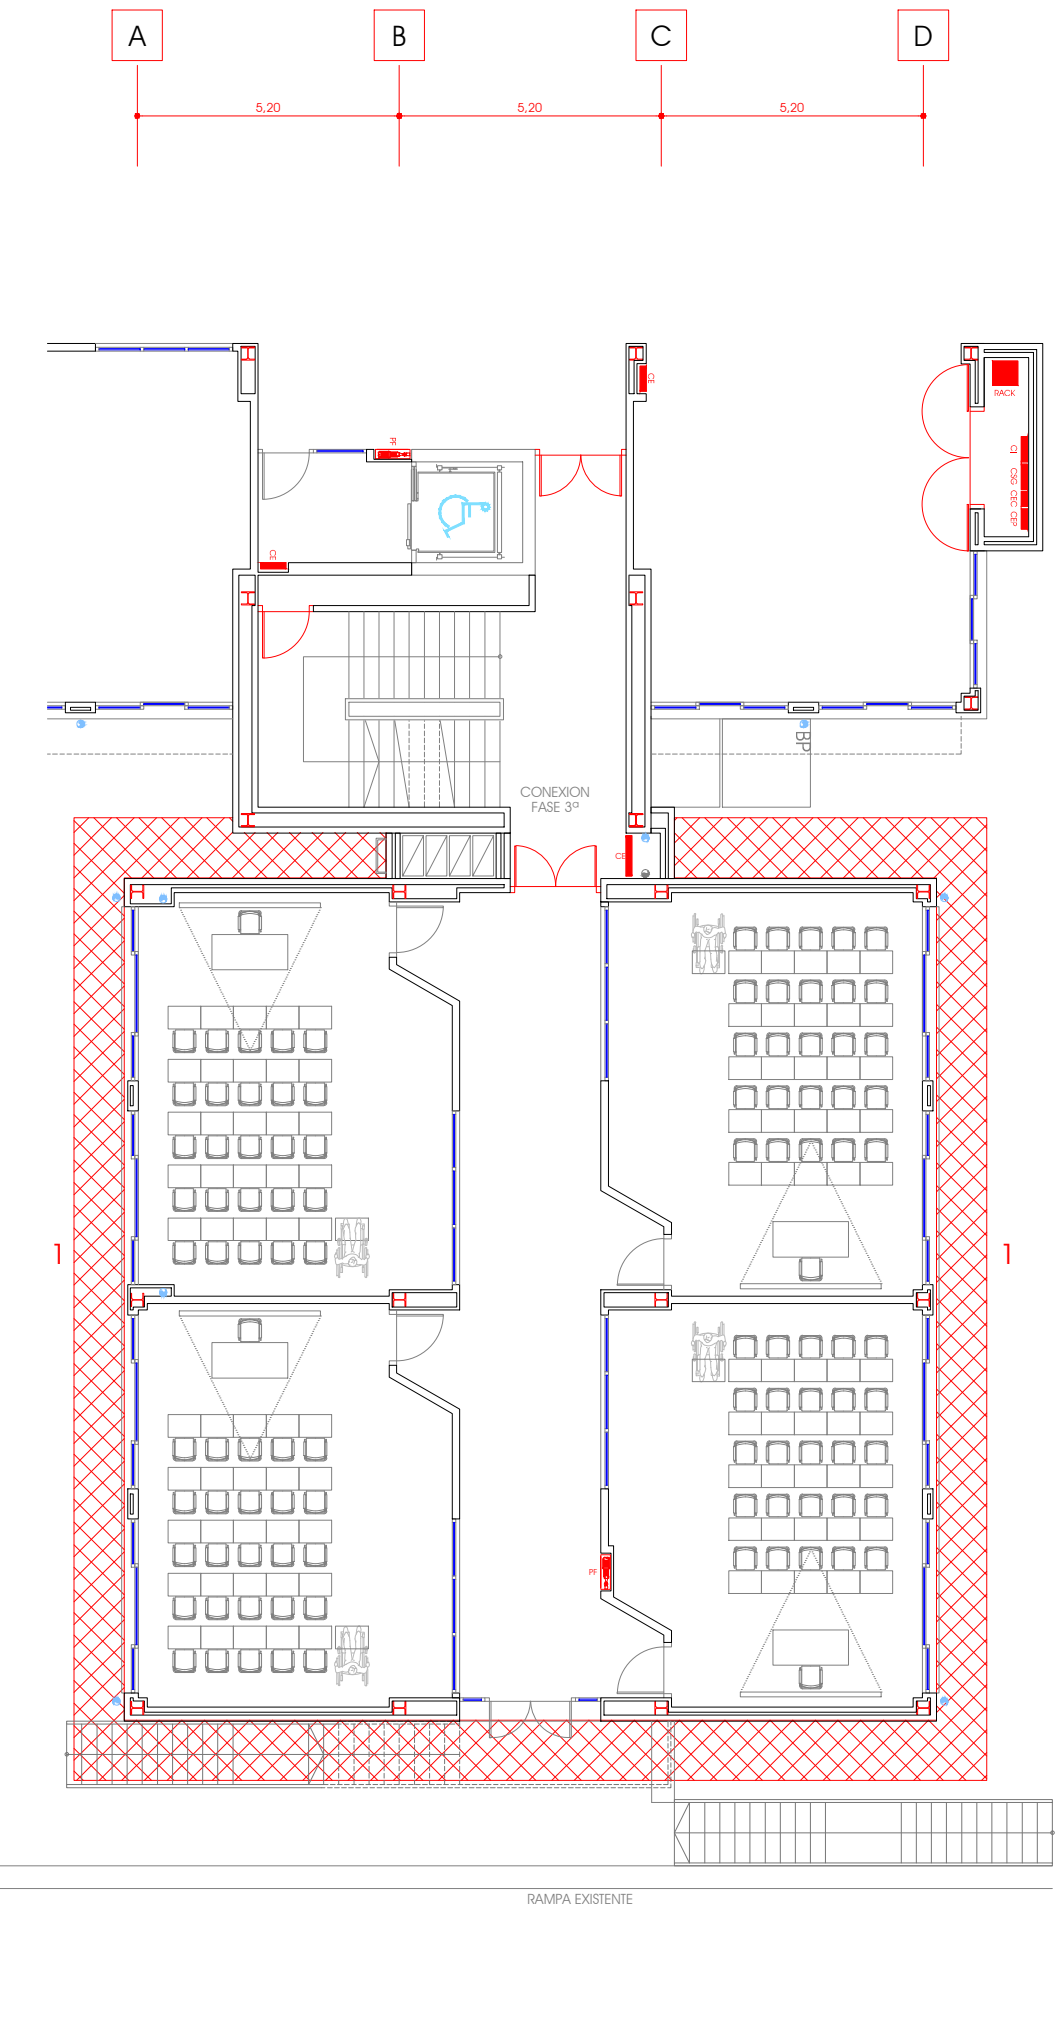 A
B
C
D
5,20
5,20
5,20
CE
RACK
PF
CI
CSG
CEC
CEP
CE
BP
CONEXION
FASE 3ª
CE
1
1
PF
RAMPA EXISTENTE